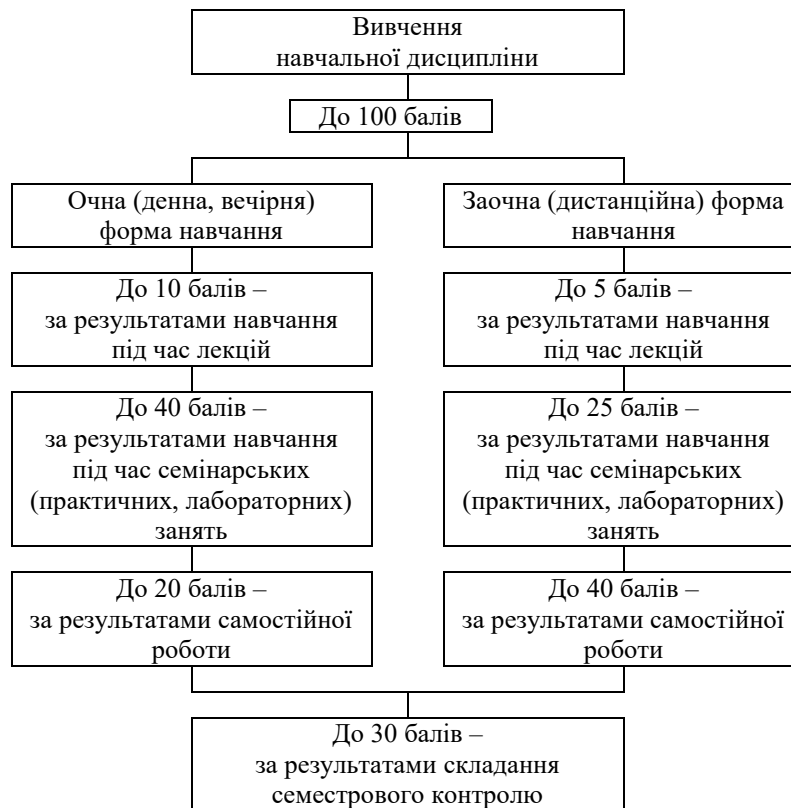 Вивчення
навчальної дисципліни
До 100 балів
Очна (денна, вечірня)
форма навчання
До 10 балів –
за результатами навчання
під час лекцій
До 40 балів –
за результатами навчання
під час семінарських
(практичних, лабораторних)
занять
До 20 балів –
за результатами самостійної
роботи
Заочна (дистанційна) форма
навчання
До 5 балів –
за результатами навчання
під час лекцій
До 25 балів –
за результатами навчання
під час семінарських
(практичних, лабораторних)
занять
До 40 балів –
за результатами самостійної
роботи
До 30 балів –
за результатами складання
семестрового контролю